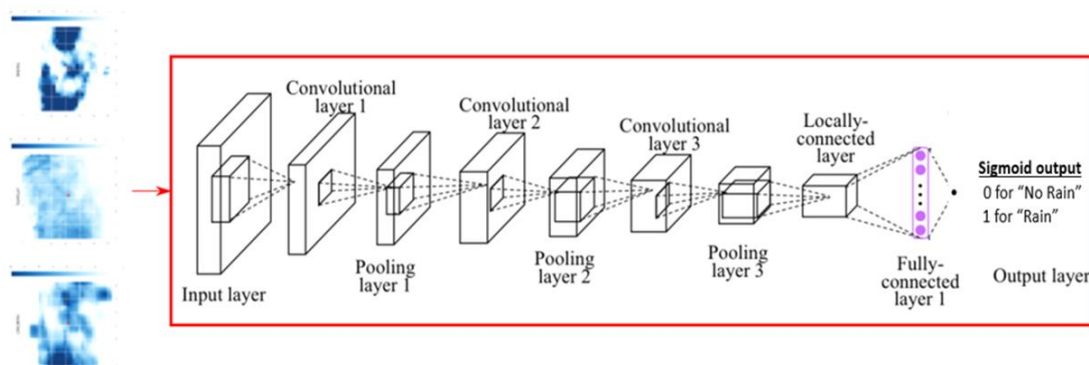 Convolutional
layer 1
Convolutional
layer 2
Convolutional
layer 3
Locally-
connected
layer
Sigmoid output
0 for “No Rain”
1 for “Rain”
Input layer
Pooling
layer 1
Pooling
layer 2
Pooling
layer 3
Fully-
connected
layer 1
Output layer